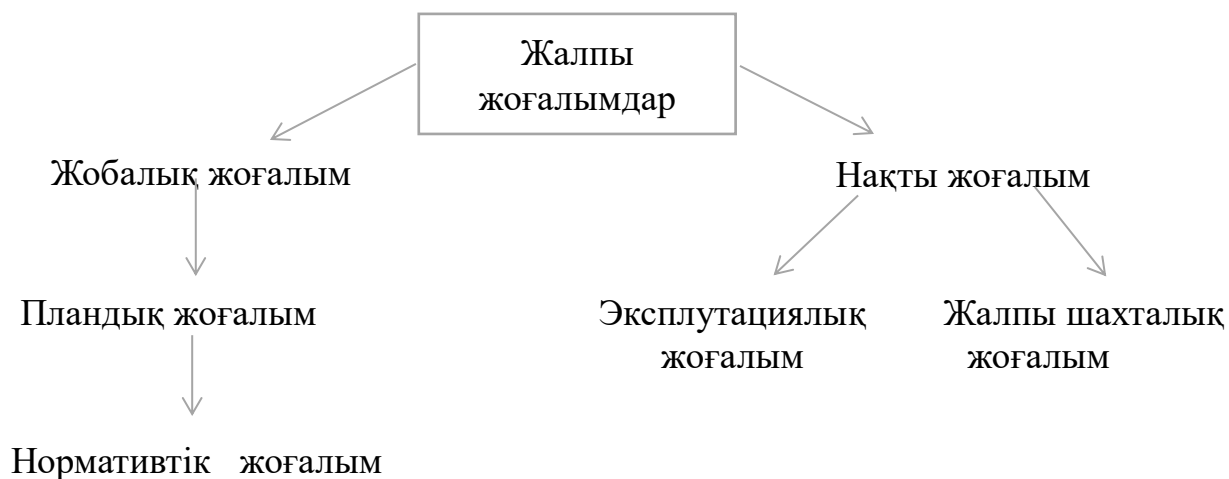 Жалпы
жоғалымдар
Жобалық жоғалым
Нақты жоғалым
Пландық жоғалым
Эксплутациялық
жоғалым
Жалпы шахталық
жоғалым
Нормативтік жоғалым